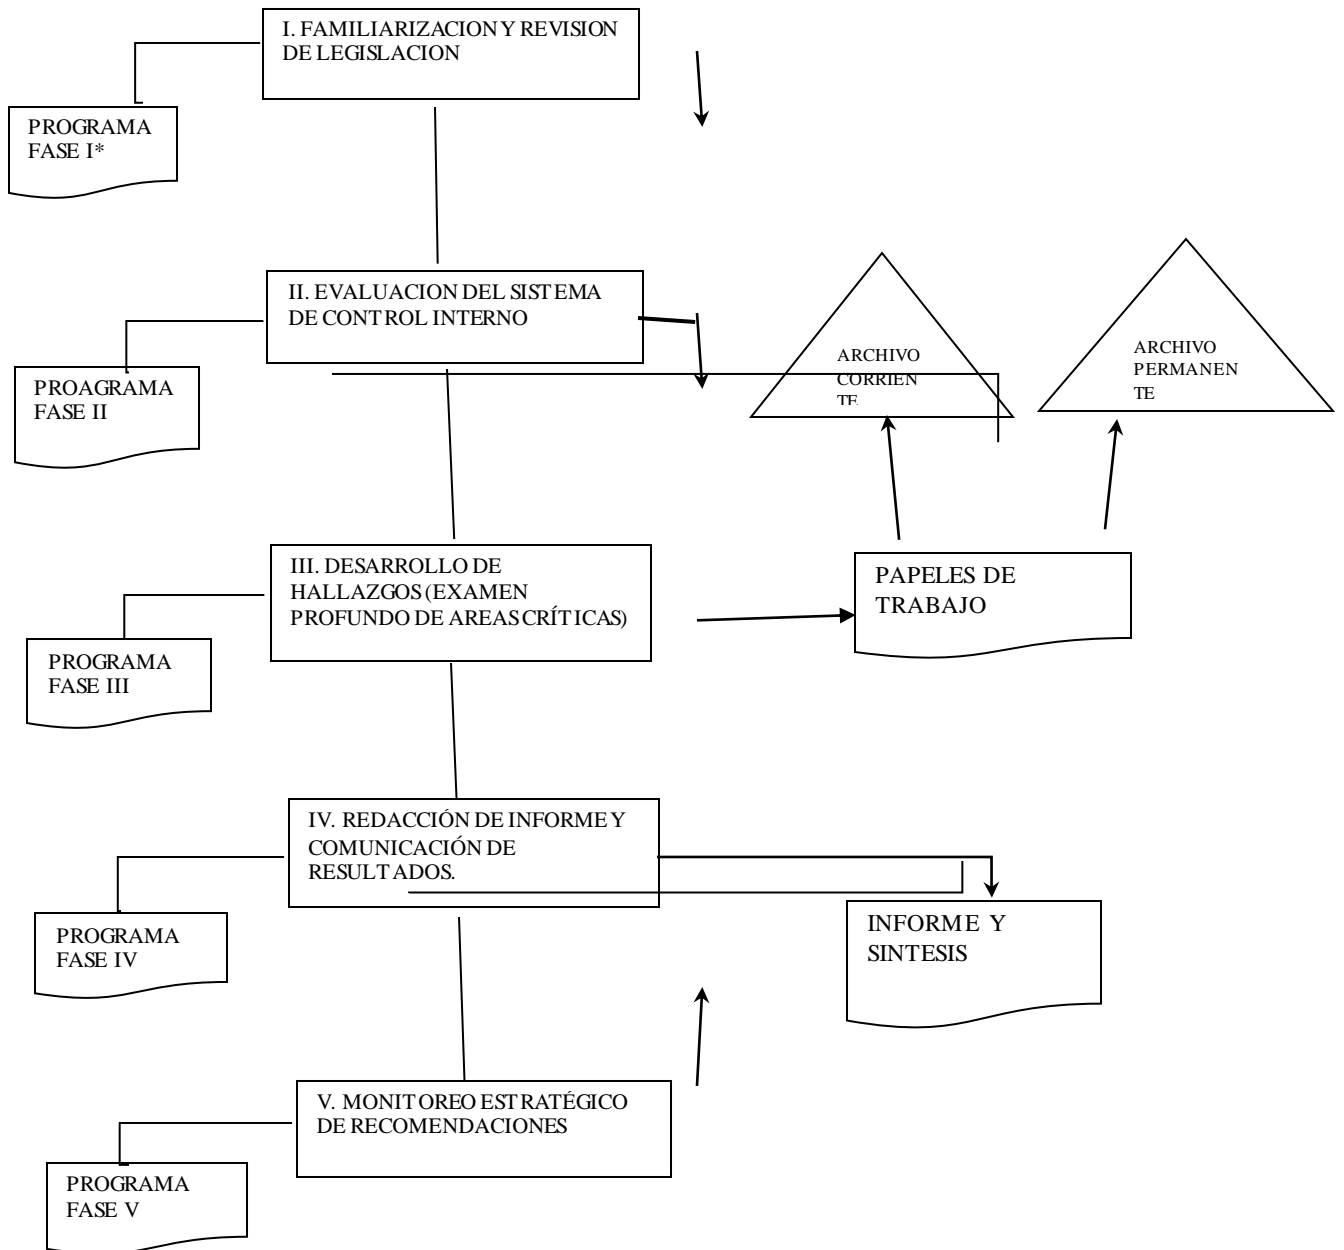 I. FAMILIARIZACION Y REVISION
DE LEGISLACION
PROGRAMA
FASE I*
II. EVALUACION DEL SISTEMA
DE CONTROL INTERNO
PROAGRAMA
FASE II
ARCHIVO
CORRIEN
TE
ARCHIVO
PERMANEN
TE
III. DESARROLLO DE
HALLAZGOS (EXAMEN
PROFUNDO DE AREAS CRÍTICAS)
PAPELES DE
TRABAJO
PROGRAMA
FASE III
IV. REDACCIÓN DE INFORME Y
COMUNICACIÓN DE
RESULTADOS.
PROGRAMA
FASE IV
INFORME Y
SINTESIS
V. MONITOREO ESTRATÉGICO
DE RECOMENDACIONES
PROGRAMA
FASE V